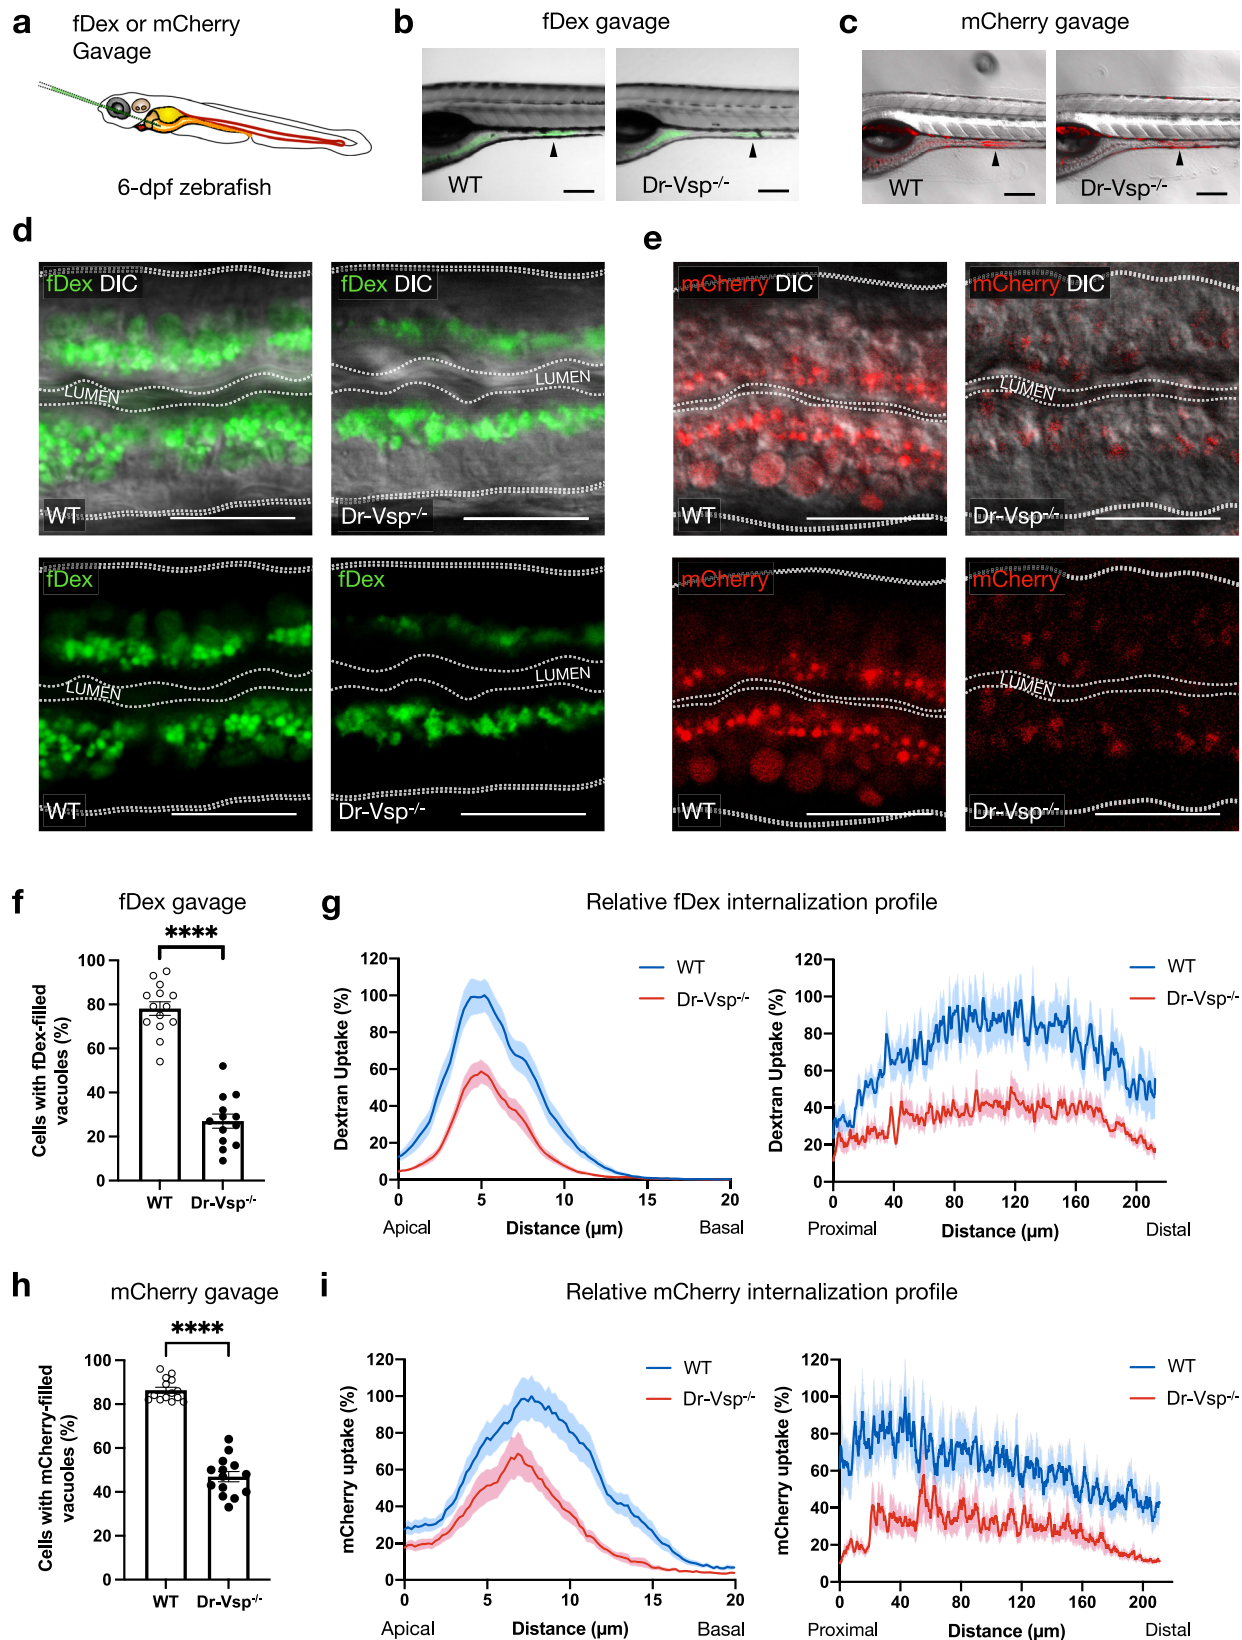 a
fDex or mCherry
Gavage
6-dpf zebrafish
b
fDex gavage
WT
Dr-Vsp-/-
c
mCherry gavage
WT
Dr-Vsp-/-
d
fDex DIC
LUMEN
WT
fDex DIC
LUMEN
Dr-Vsp-/-
fDex
LUMEN
WT
fDex
LUMEN
Dr-Vsp-/-
e
mCherry DIC
WT
mCherry DIC
LUMEN
Dr-Vsp-/-
mCherry
WT
mCherry
LUMEN
Dr-Vsp-/-
f
fDex gavage
****
Cells with fDex-filled
vacuoles (%)
100
80
60
40
20
0
WT
Dr-Vsp-/-
g
Relative fDex internalization profile
Dextran Uptake (%)
120
100
80
60
40
20
0
0 5 10 15 20
Apical
Distance (µm)
Basal
WT
Dr-Vsp-/-
Dextran Uptake (%)
120
100
80
60
40
20
0
0 40 80 120 160 200
Proximal
Distance (µm)
Distal
WT
Dr-Vsp-/-
h
mCherry gavage
****
Cells with mCherry-filled
vacuoles (%)
100
80
60
40
20
0
WT
Dr-Vsp-/-
i
Relative mCherry internalization profile
mCherry uptake (%)
120
100
80
60
40
20
0
0 5 10 15 20
Apical
Distance (µm)
Basal
WT
Dr-Vsp-/-
mCherry uptake (%)
120
100
80
60
40
20
0
0 40 80 120 160 200
Proximal
Distance (µm)
Distal
WT
Dr-Vsp-/-